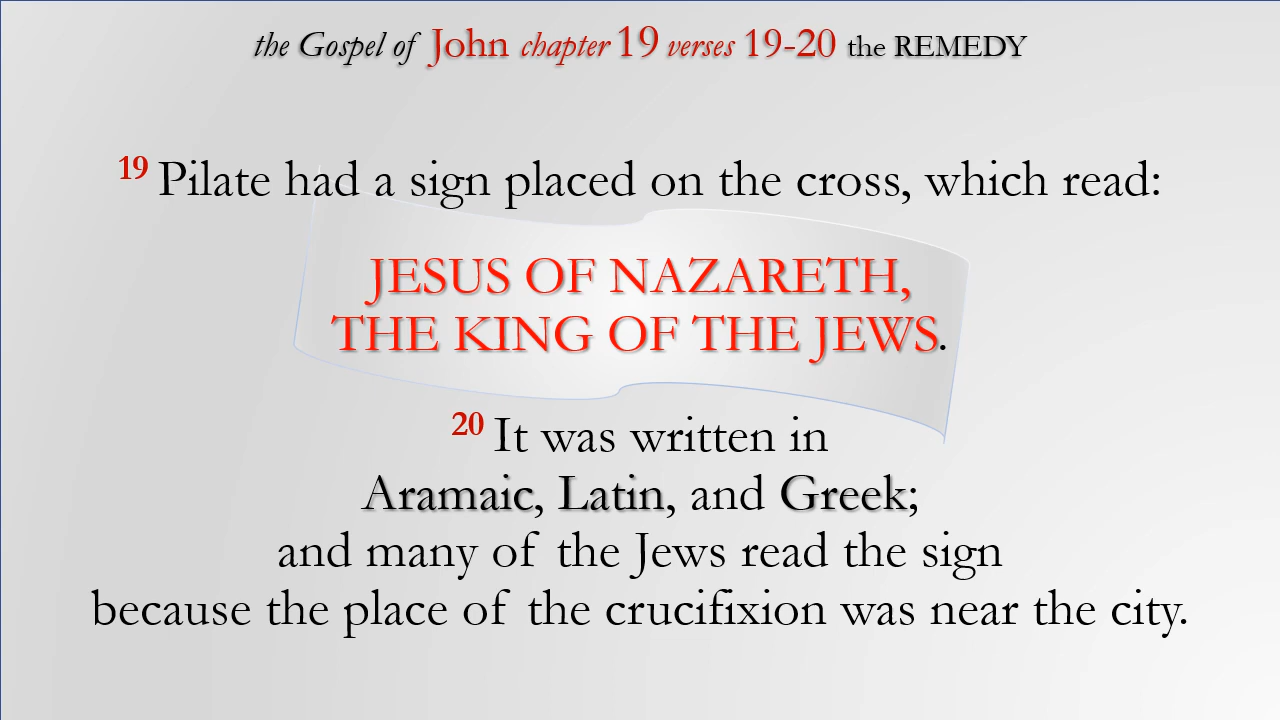 the Gospel of John chapter 19 verses 19-20 the REMEDY
19 Pilate had a sign placed on the cross, which read:
JESUS OF NAZARETH,
THE KING OF THE JEWS.
20 It was written in
Aramaic, Latin, and Greek;
and many of the Jews read the sign
because the place of the crucifixion was near the city.